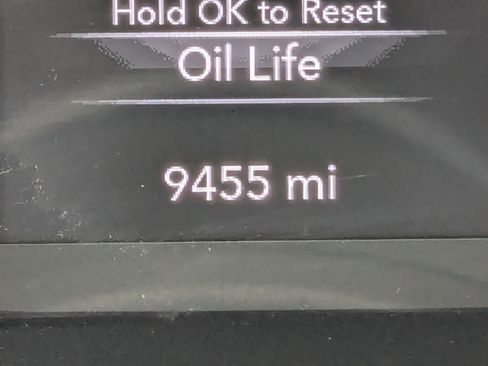 Hold OK to Reset
Oil Life
9455 mi